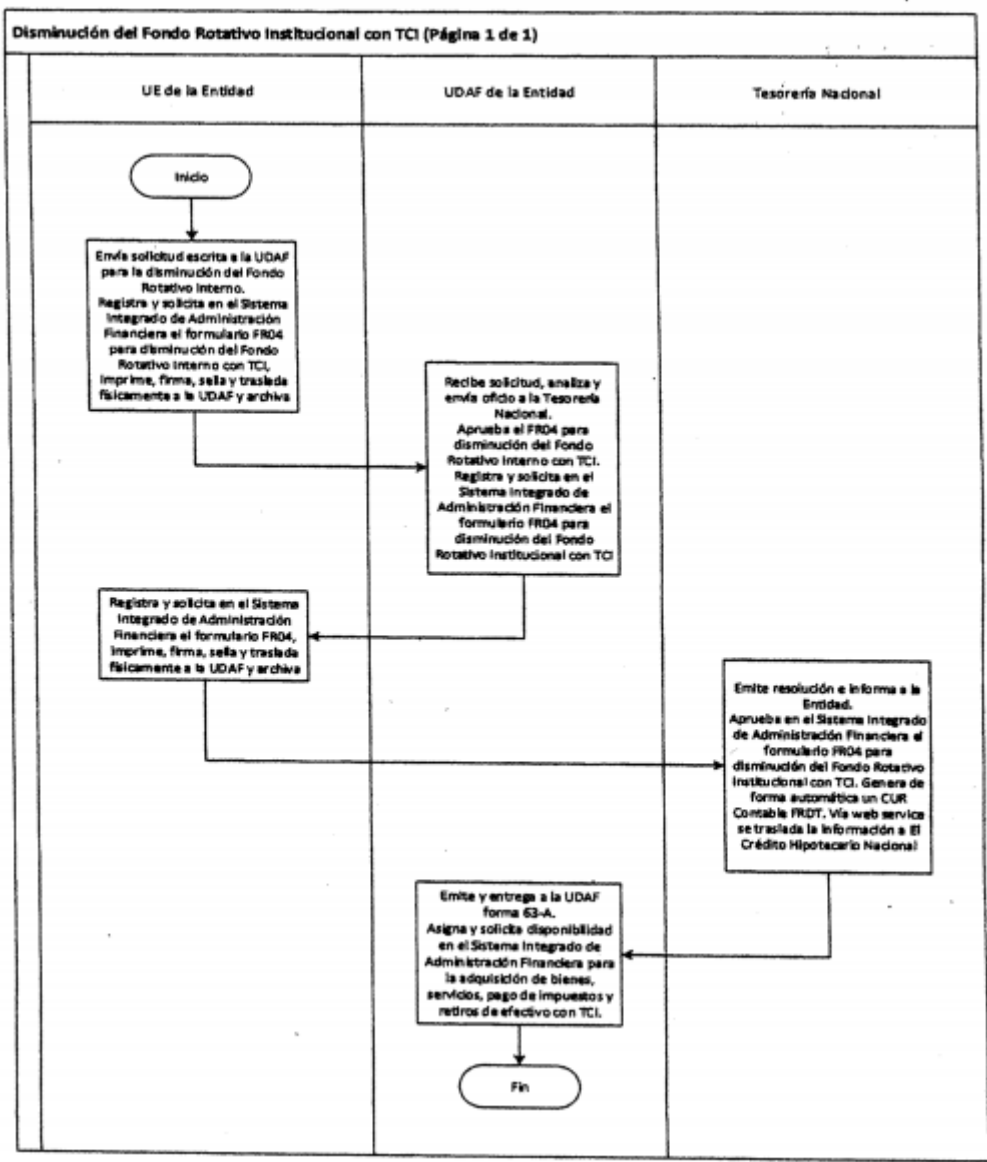 Disminución del Fondo Rotativo Institucional con TCI (Página 1 de 1)
UE de la Entidad
UDAF de la Entidad
Tesorería Nacional
Inicio
Envía solicitud escrita a la UDAF
para la disminución del Fondo
Rotativo Interno.
Registra y solicita en el Sistema
Integrado de Administración
Financiera el formulario FR04
para disminución del Fondo
Rotativo Interno con TCI,
imprime, firma, sella y traslada
físicamente a la UDAF y archiva
Recibe solicitud, analiza y
envía oficio a la Tesorería
Nacional.
Aprueba el FR04 para
disminución del Fondo
Rotativo Interno con TCI.
Registra y solicita en el
Sistema Integrado de
Administración Financiera el
formulario FR04 para
disminución del Fondo
Rotativo Institucional con TCI
Registra y solicita en el Sistema
Integrado de Administración
Financiera el formulario FR04,
imprime, firma, sella y traslada
físicamente a la UDAF y archiva
Emite resolución e informa a la
Entidad.
Aprueba en el Sistema Integrado
de Administración Financiera el
formulario FR04 para
disminución del Fondo Rotativo
Institucional con TCI. Genera de
forma automática un CUR
Contable FRDT. Vía web service
se traslada la información a El
Crédito Hipotecario Nacional
Emite y entrega a la UDAF
forma 63-A.
Asigna y solicita disponibilidad
en el Sistema Integrado de
Administración Financiera para
la adquisición de bienes,
servicios, pago de impuestos y
retiros de efectivo con TCI.
Fin